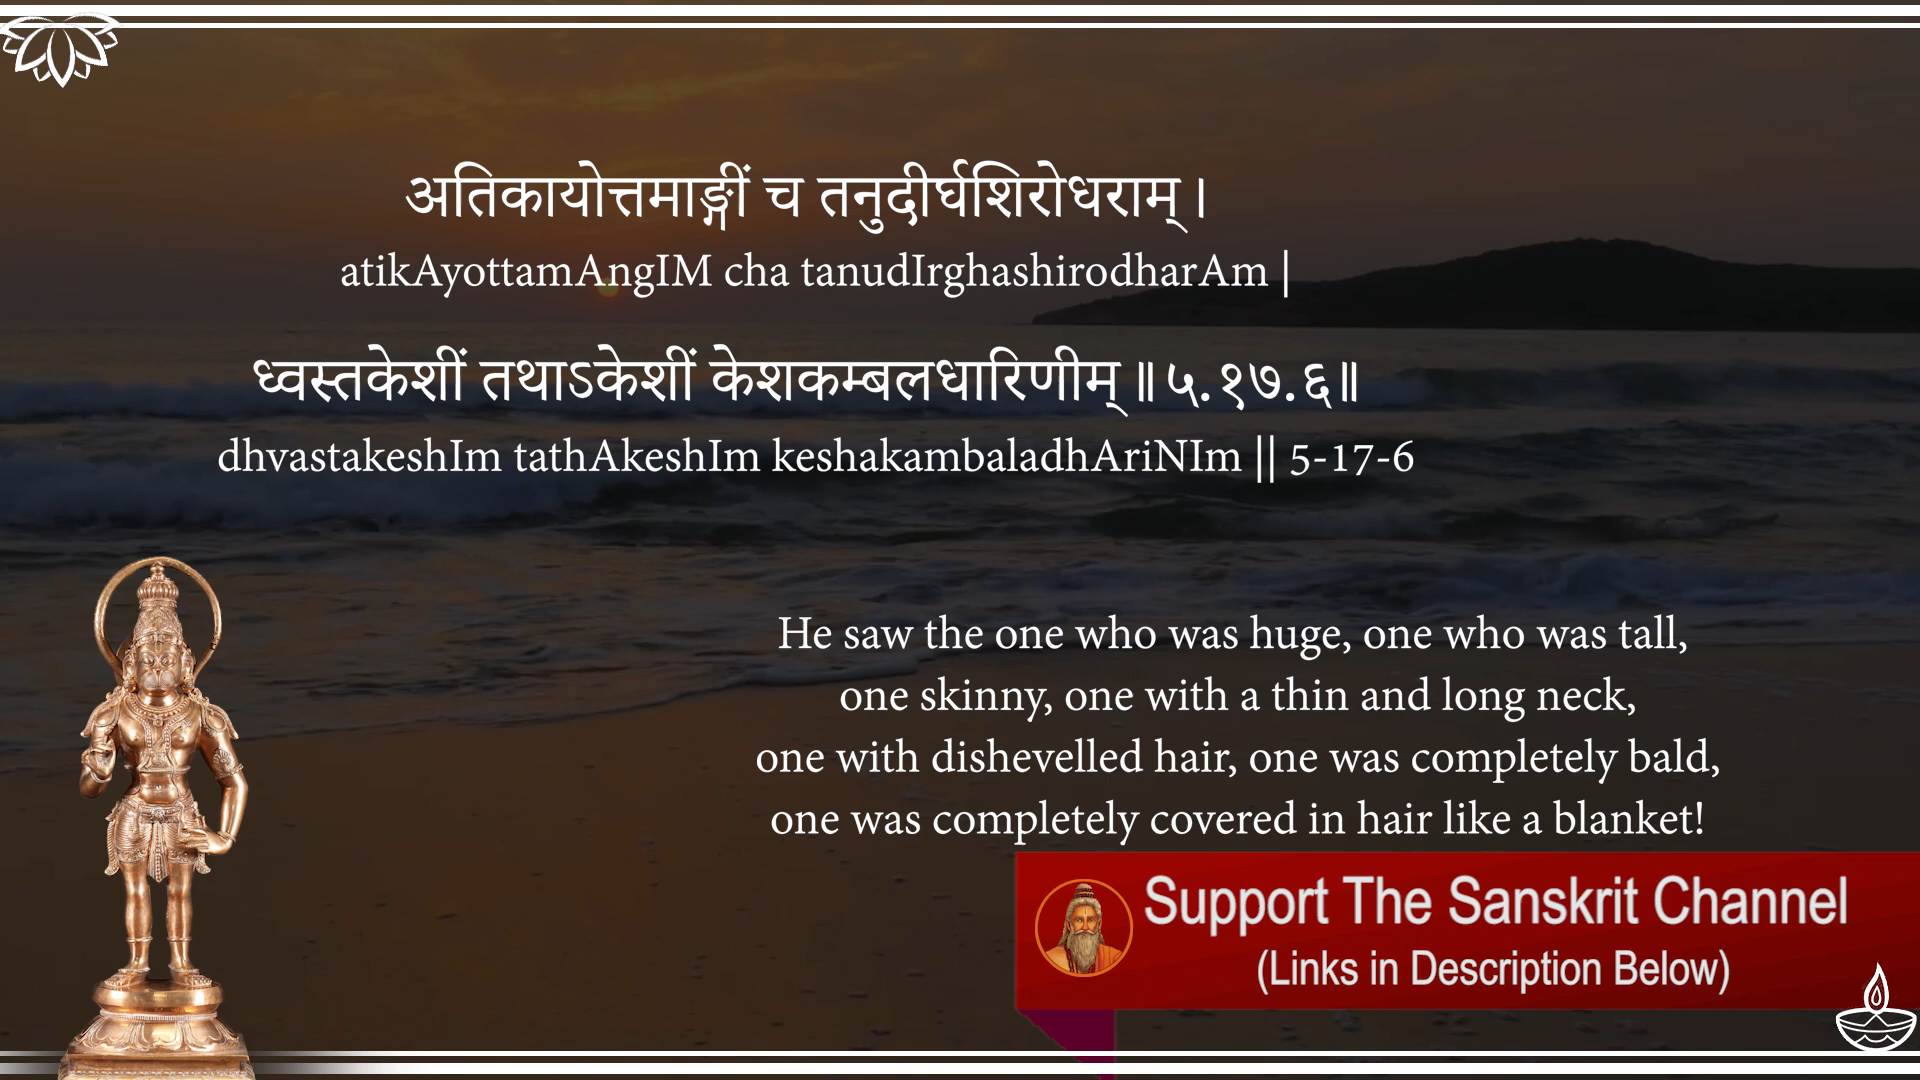 अतिकायोत्तमाङ्गीं च तनुदीर्घशिरोधराम् ।
atikAyottamAngIM cha tanudIrghashirodharAm |
ध्वस्तकेशीं तथाऽकेशीं केशकम्बलधारिणीम् ॥ ५.१७.६॥
dhvastakeshIm tathAkeshIm keshakambaladhAriNIm || 5-17-6
He saw the one who was huge, one who was tall,
one skinny, one with a thin and long neck,
one with dishevelled hair, one was completely bald,
one was completely covered in hair like a blanket!
Support The Sanskrit Channel
(Links in Description Below)